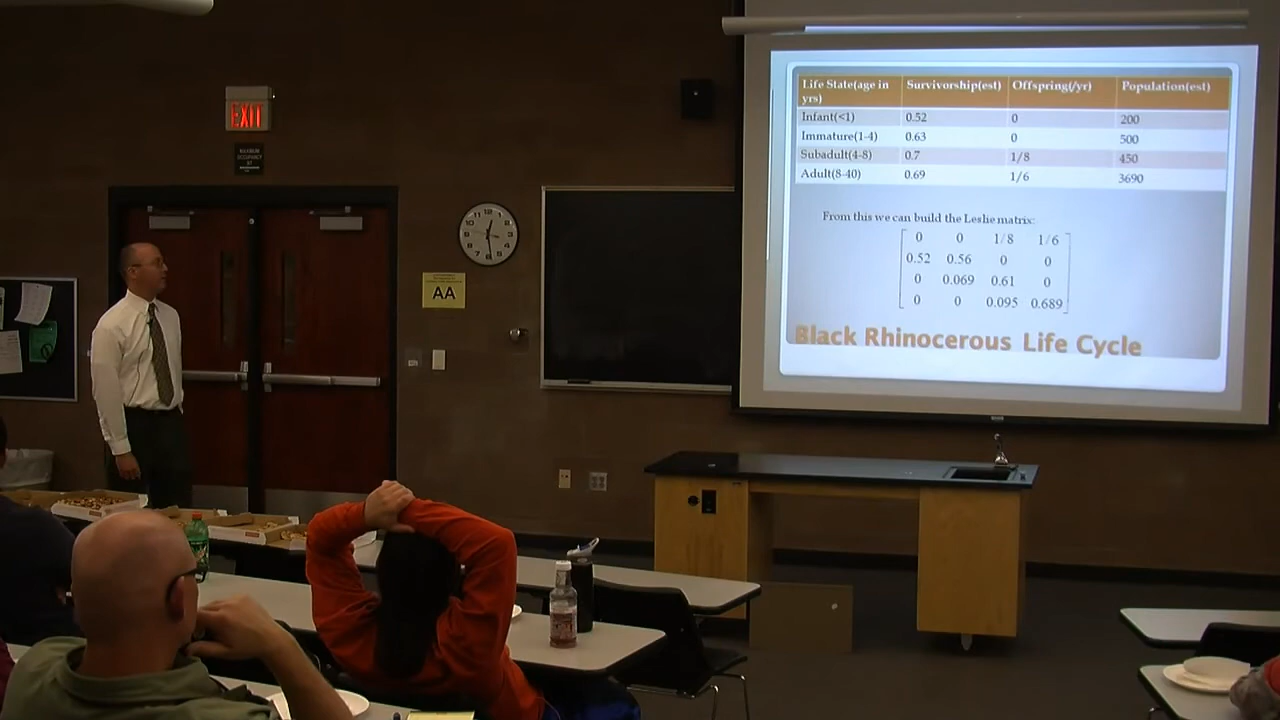 EXIT
MAXIMUM
OCCUPANCY
AA
Life State(age in yrs) Survivorship(est) Offspring(/yr) Population(est)
Infant(<1) 0.52 0 200
Immature(1-4) 0.63 0 500
Subadult(4-8) 0.7 1/8 450
Adult(8-40) 0.69 1/6 3690
From this we can build the Leslie matrix:
0 0 1/8 1/6
0.52 0.56 0 0
0 0.069 0.61 0
0 0 0.095 0.689
Black Rhinocerous Life Cycle